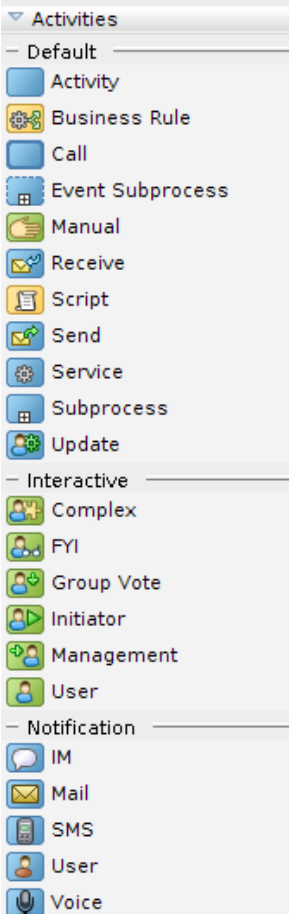 Activities
Default
Activity
Business Rule
Call
Event Subprocess
Manual
Receive
Script
Send
Service
Subprocess
Update
Interactive
Complex
FYI
Group Vote
Initiator
Management
User
Notification
IM
Mail
SMS
User
Voice